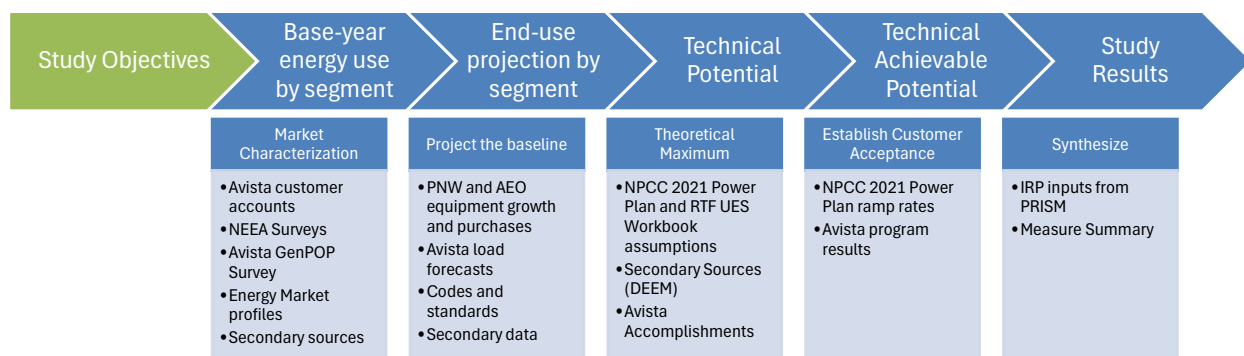 Study Objectives
Base-year
energy use
by segment
End-use
projection by
segment
Technical
Potential
Technical
Achievable
Potential
Study
Results
Market
Characterization
•Avista customer
accounts
•NEEA Surveys
•Avista GenPOP
Survey
•Energy Market
profiles
•Secondary sources
Project the baseline
•PNW and AEO
equipment growth
and purchases
•Avista load
forecasts
•Codes and
standards
•Secondary data
Theoretical
Maximum
•NPCC 2021 Power
Plan and RTF UES
Workbook
assumptions
•Secondary Sources
(DEEM)
•Avista
Accomplishments
Establish Customer
Acceptance
•NPCC 2021 Power
Plan ramp rates
•Avista program
results
Synthesize
•IRP inputs from
PRISM
•Measure Summary